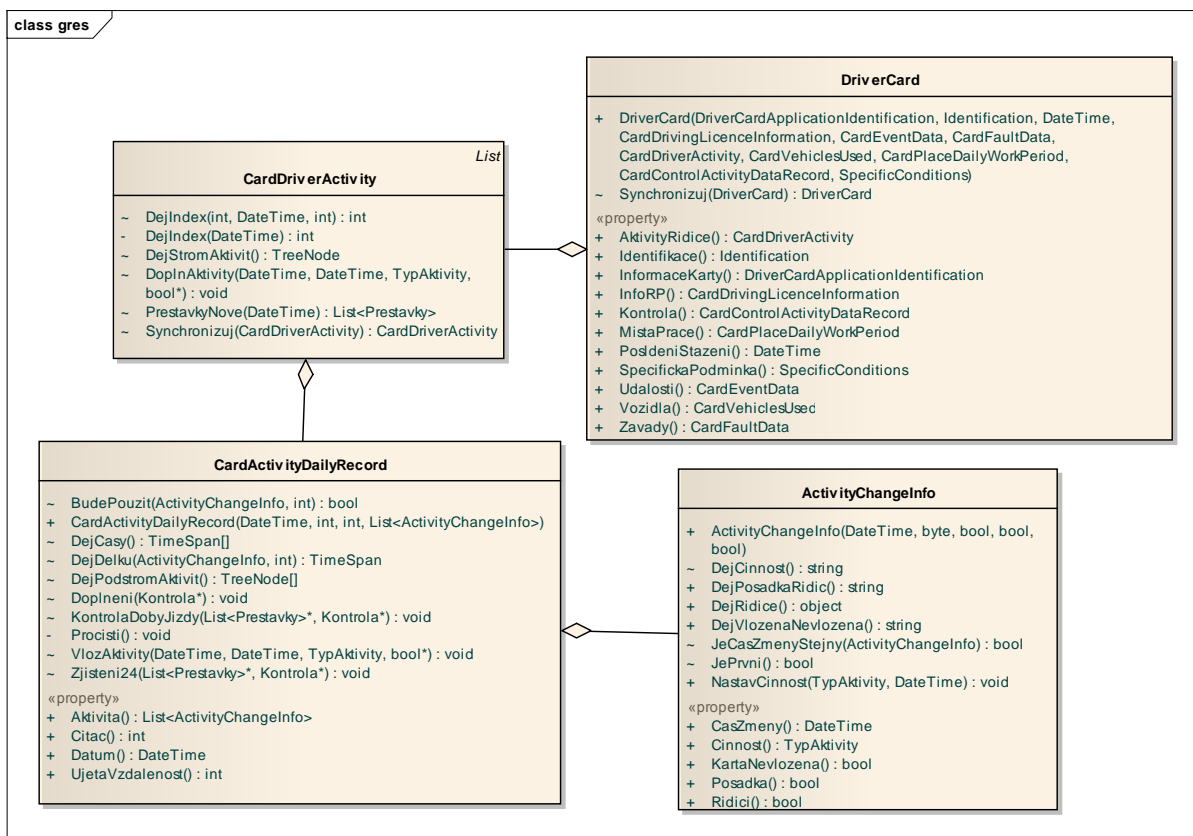 class gres
DriverCard
+ DriverCard(DriverCardApplicationIdentification, Identification, DateTime,
CardDrivingLicenceInformation, CardEventData, CardFaultData,
CardDriverActivity, CardVehiclesUsed, CardPlaceDailyWorkPeriod,
CardControlActivityDataRecord, SpecificConditions)
~ Synchronizuj(DriverCard) : DriverCard
«property»
+ AktivityRidice() : CardDriverActivity
+ Identifikace() : Identification
+ InformaceKarty() : DriverCardApplicationIdentification
+ InfoRP() : CardDrivingLicenceInformation
+ Kontrola() : CardControlActivityDataRecord
+ MistaPrace() : CardPlaceDailyWorkPeriod
+ PosldeniStazeni() : DateTime
+ SpecifickaPodminka() : SpecificConditions
+ Udalosti() : CardEventData
+ Vozidla() : CardVehiclesUsed
+ Zavady() : CardFaultData
List
CardDriverActivity
~ DejIndex(int, DateTime, int) : int
- DejIndex(DateTime) : int
~ DejStromAktivit() : TreeNode
~ DoplnAktivity(DateTime, DateTime, TypAktivity,
bool*) : void
~ PrestavkyNove(DateTime) : List<Prestavky>
~ Synchronizuj(CardDriverActivity) : CardDriverActivity
CardActivityDailyRecord
~ BudePouzit(ActivityChangeInfo, int) : bool
+ CardActivityDailyRecord(DateTime, int, int, List<ActivityChangeInfo>)
~ DejCasy() : TimeSpan[]
~ DejDelku(ActivityChangeInfo, int) : TimeSpan
~ DejPodstromAktivit() : TreeNode[]
~ Doplneni(Kontrola*) : void
~ KontrolaDobyJizdy(List<Prestavky>*, Kontrola*) : void
- Procisti() : void
~ VlozAktivity(DateTime, DateTime, TypAktivity, bool*) : void
~ Zjisteni24(List<Prestavky>*, Kontrola*) : void
«property»
+ Aktivita() : List<ActivityChangeInfo>
+ Citac() : int
+ Datum() : DateTime
+ UjetaVzdalenost() : int
ActivityChangeInfo
+ ActivityChangeInfo(DateTime, byte, bool, bool,
bool)
~ DejCinnost() : string
+ DejPosadkaRidic() : string
+ DejRidice() : object
+ DejVlozenaNevlozena() : string
~ JeCasZmenyStejny(ActivityChangeInfo) : bool
~ JePrvni() : bool
+ NastavCinnost(TypAktivity, DateTime) : void
«property»
+ CasZmeny() : DateTime
+ Cinnost() : TypAktivity
+ KartaNevlozena() : bool
+ Posadka() : bool
+ Ridici() : bool